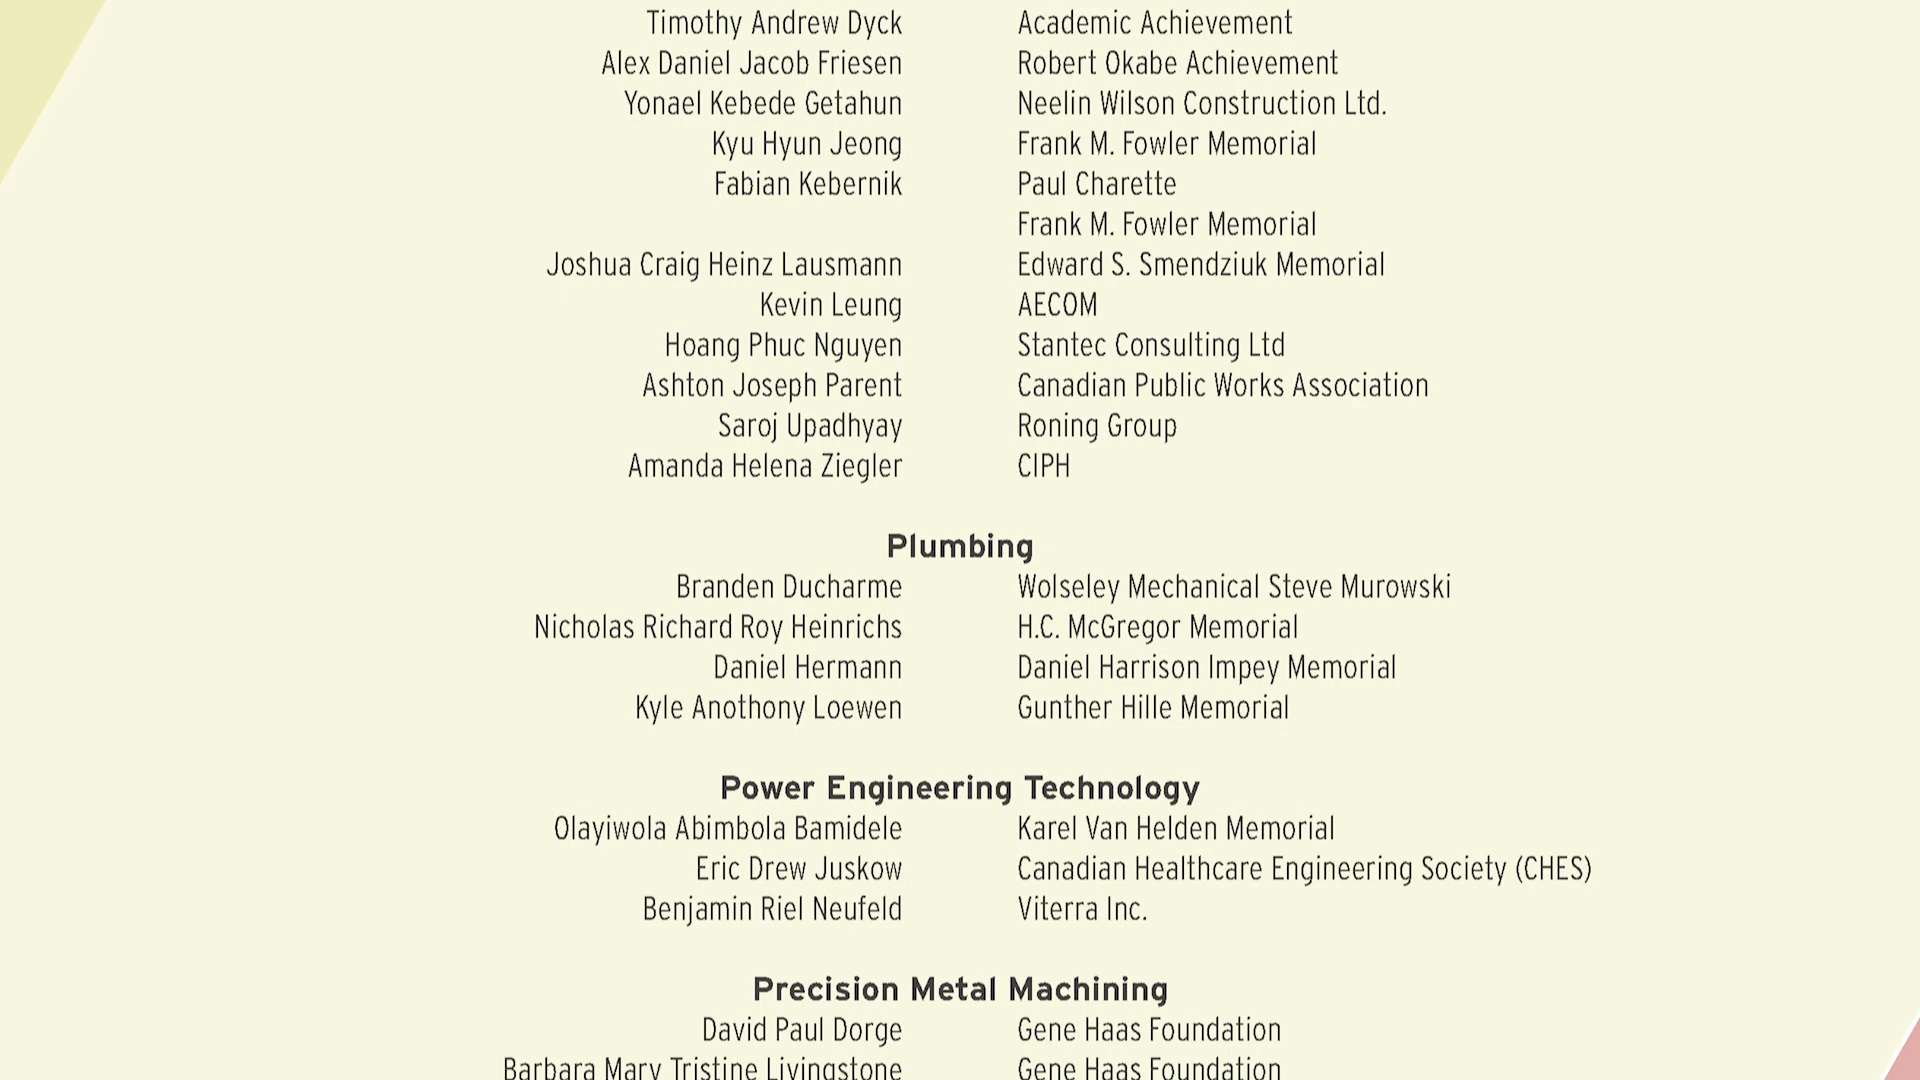 Timothy Andrew Dyck Academic Achievement
Alex Daniel Jacob Friesen Robert Okabe Achievement
Yonael Kebede Getahun Neelin Wilson Construction Ltd.
Kyu Hyun Jeong Frank M. Fowler Memorial
Fabian Kebernik Paul Charette
Frank M. Fowler Memorial
Joshua Craig Heinz Lausmann Edward S. Smendziuk Memorial
Kevin Leung AECOM
Hoang Phuc Nguyen Stantec Consulting Ltd
Ashton Joseph Parent Canadian Public Works Association
Saroj Upadhyay Roning Group
Amanda Helena Ziegler CIPH
Plumbing
Branden Ducharme Wolseley Mechanical Steve Murowski
Nicholas Richard Roy Heinrichs H.C. McGregor Memorial
Daniel Hermann Daniel Harrison Impey Memorial
Kyle Anothony Loewen Gunther Hille Memorial
Power Engineering Technology
Olayiwola Abimbola Bamidele Karel Van Helden Memorial
Eric Drew Juskow Canadian Healthcare Engineering Society (CHES)
Benjamin Riel Neufeld Viterra Inc.
Precision Metal Machining
David Paul Dorge Gene Haas Foundation
Barbara Mary Tristine Livingstone Gene Haas Foundation